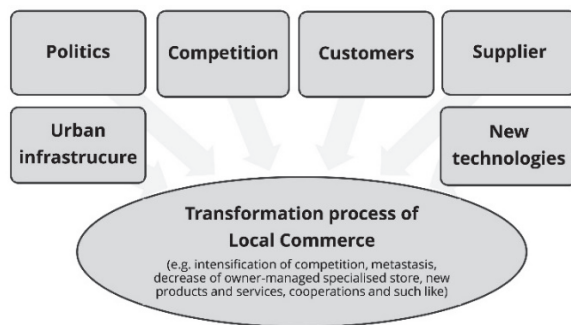 Politics
Competition
Customers
Supplier
Urban
infrastrucure
New
technologies
Transformation process of
Local Commerce
(e.g. intensification of competition, metastasis,
decrease of owner-managed specialised store, new
products and services, cooperations and such like)